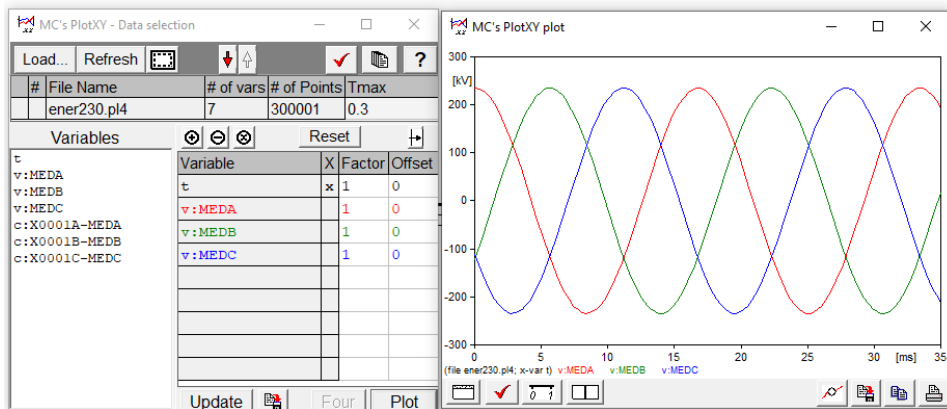 MC's PlotXY - Data selection
Load... Refresh ?
# File Name # of vars # of Points Tmax
ener230.pl4 7 300001 0.3
Variables
t
v:MEDA
v:MEDB
v:MEDC
c:X0001A-MEDA
c:X0001B-MEDB
c:X0001C-MEDC
Reset
Variable X Factor Offset
t x 1 0
v:MEDA 1 0
v:MEDB 1 0
v:MEDC 1 0
Update Four Plot
MC's PlotXY plot
300
[kV]
200
100
0
-100
-200
-300
0 5 10 15 20 25 30 [ms] 35
(file ener230.pl4; x-var t) v:MEDA v:MEDB v:MEDC
0 1